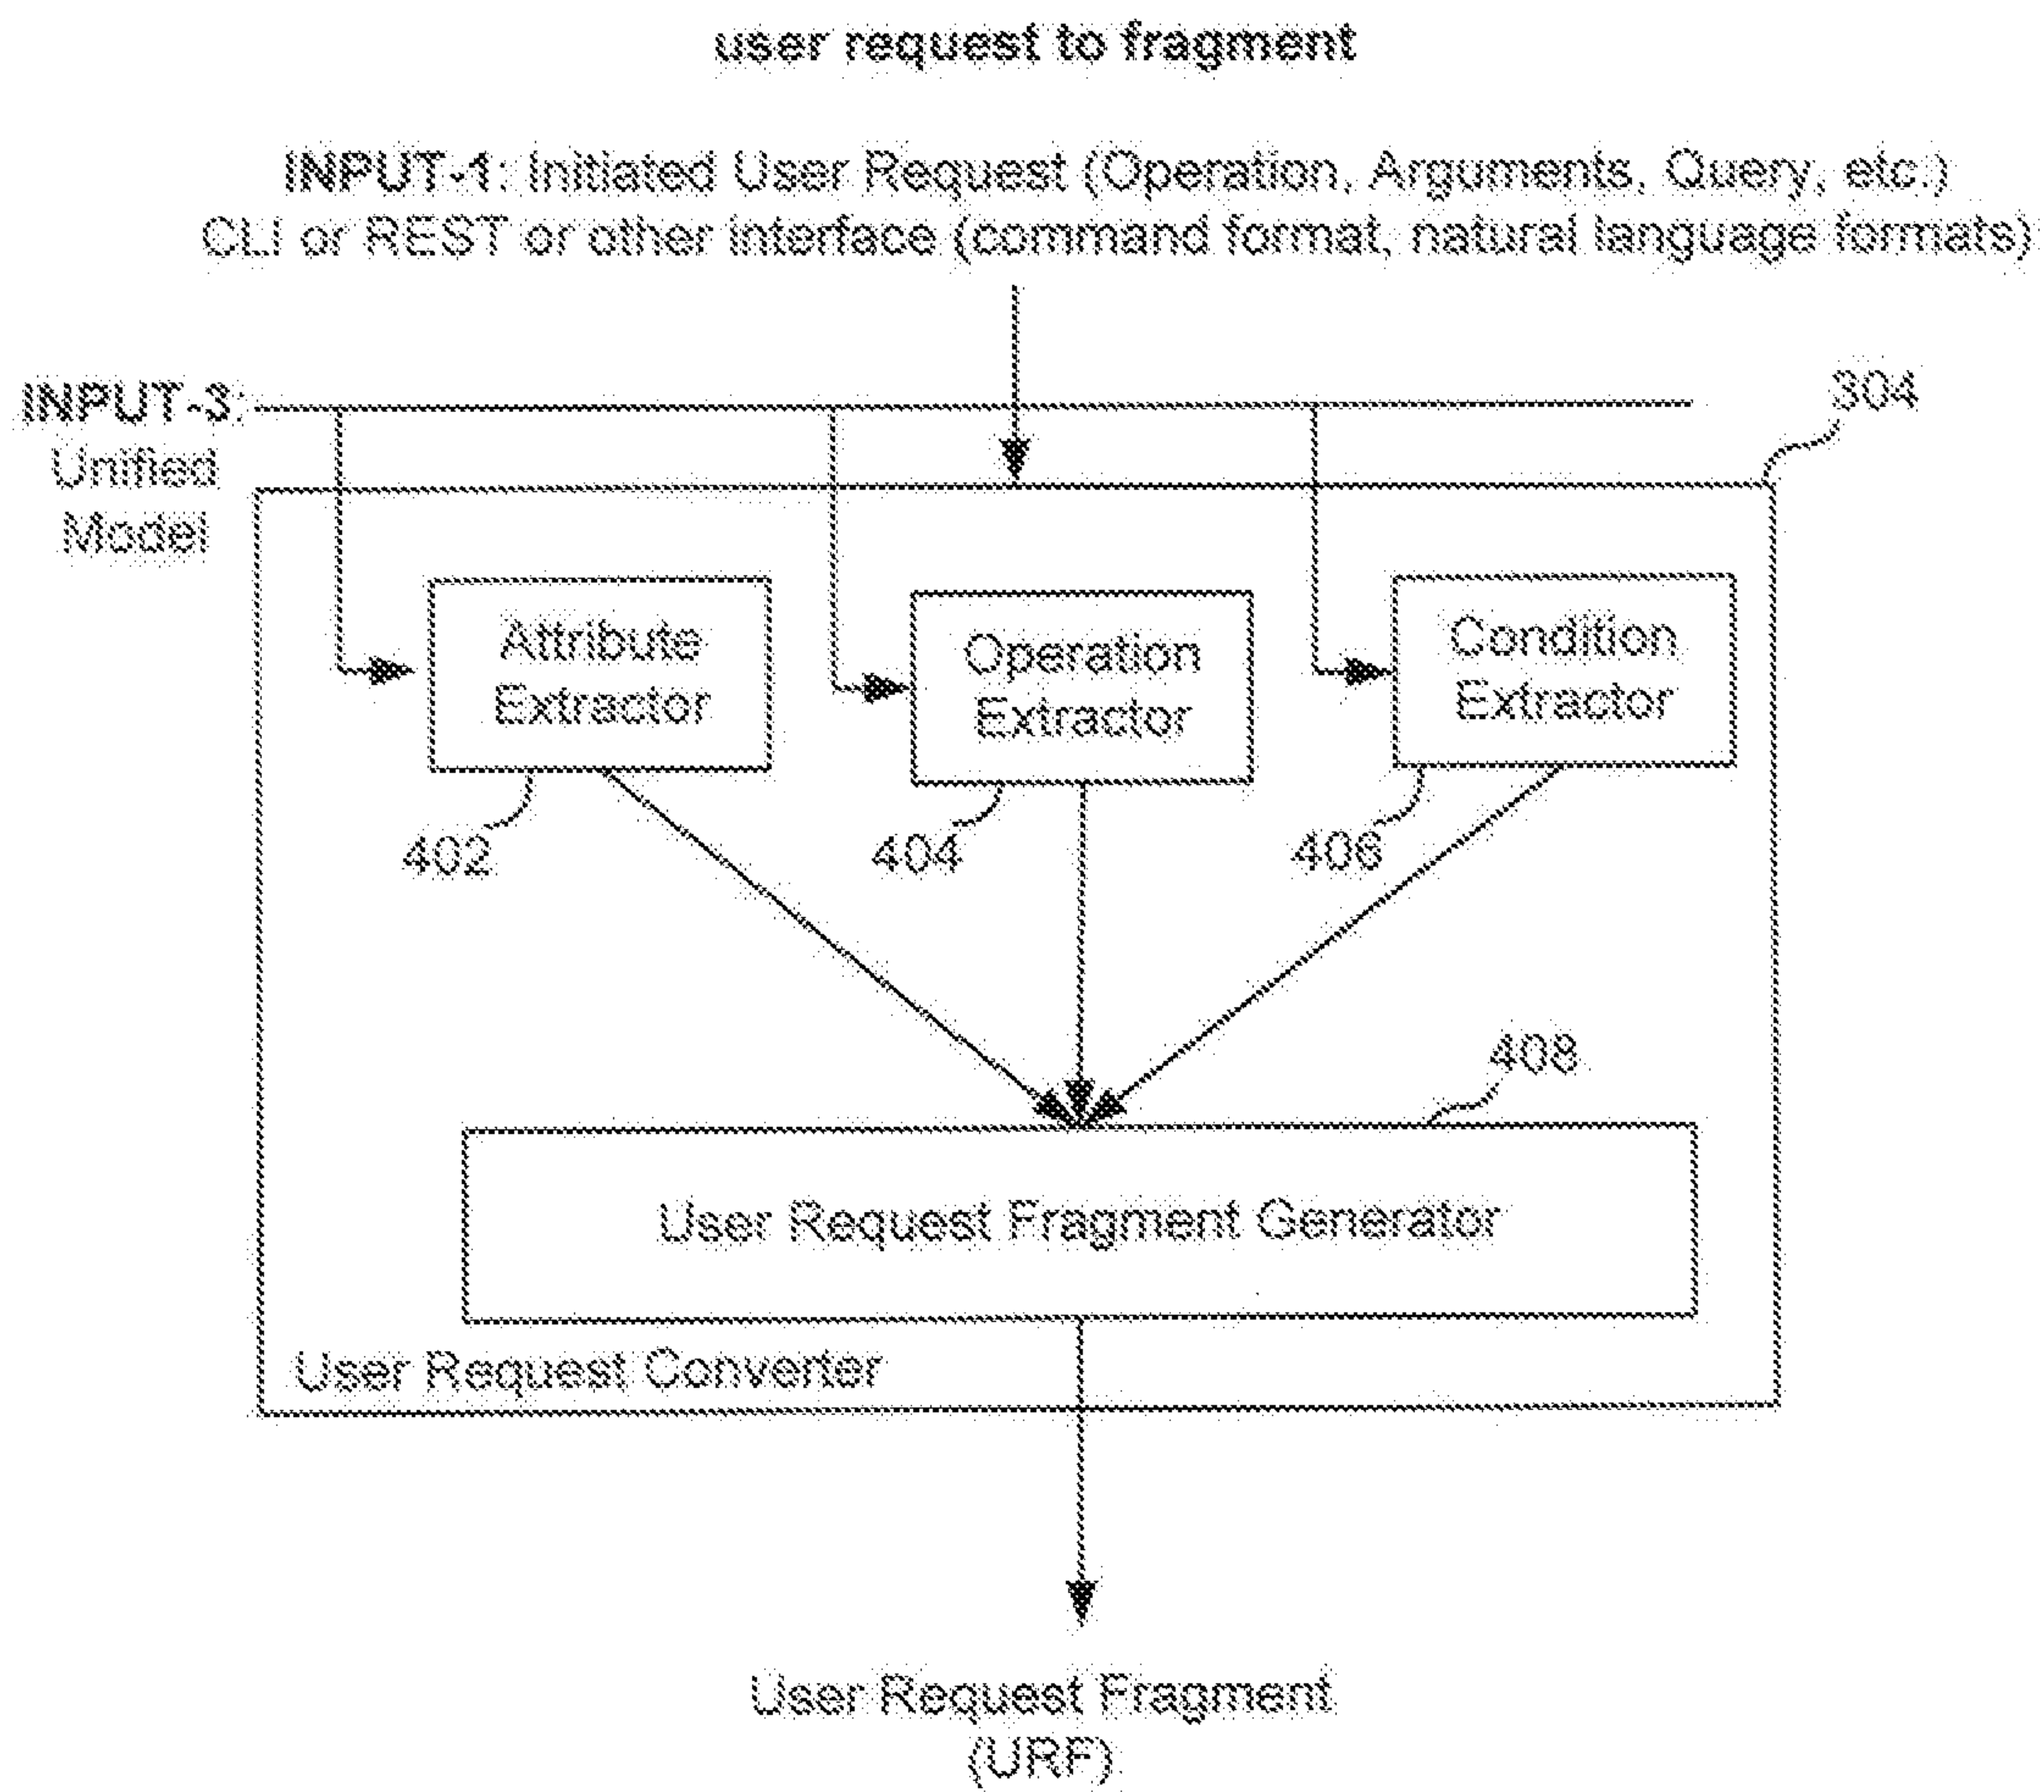 user request to fragment
INPUT-1: Initiated User Request (Operation, Arguments, Query, etc.)
CLI or REST or other interface (command format, natural language formats)
INPUT-3:
Unified
Model
304
Attribute
Extractor
Operation
Extractor
Condition
Extractor
402
404
406
408
User Request Fragment Generator
User Request Converter
User Request Fragment
(URF)